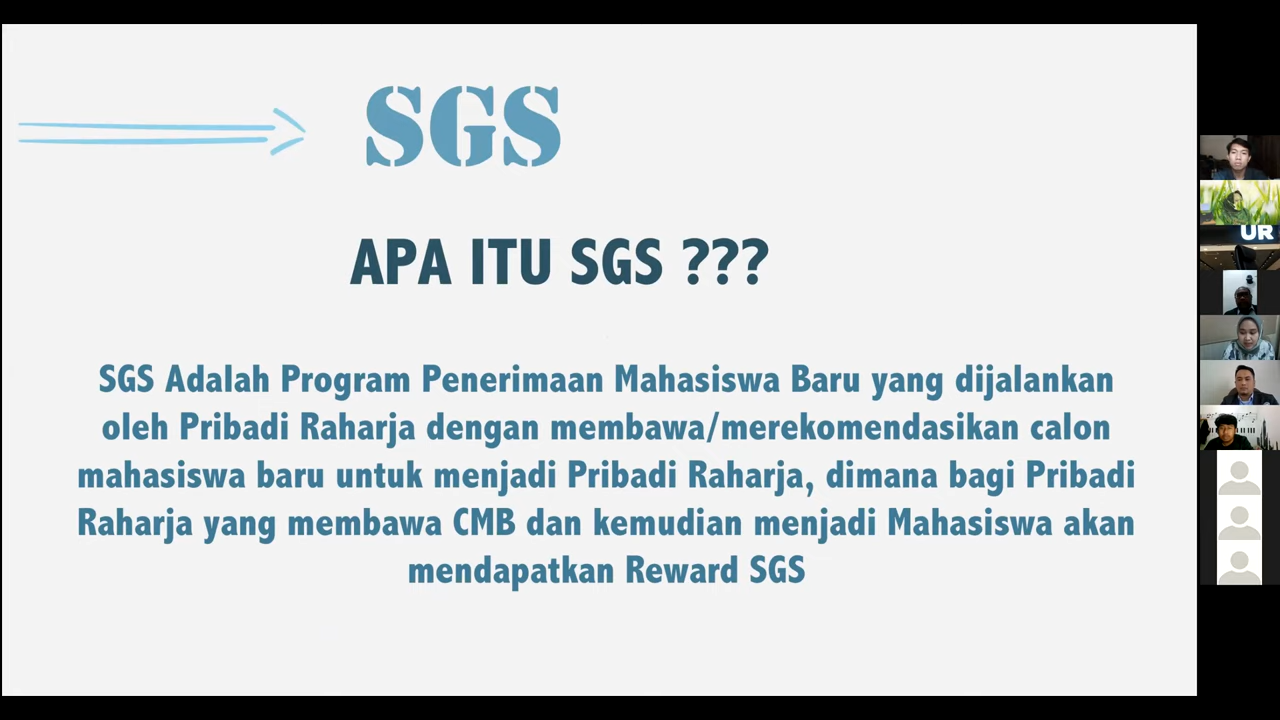 SGS
APA ITU SGS ???
SGS Adalah Program Penerimaan Mahasiswa Baru yang dijalankan
oleh Pribadi Raharja dengan membawa/merekomendasikan calon
mahasiswa baru untuk menjadi Pribadi Raharja, dimana bagi Pribadi
Raharja yang membawa CMB dan kemudian menjadi Mahasiswa akan
mendapatkan Reward SGS
UR